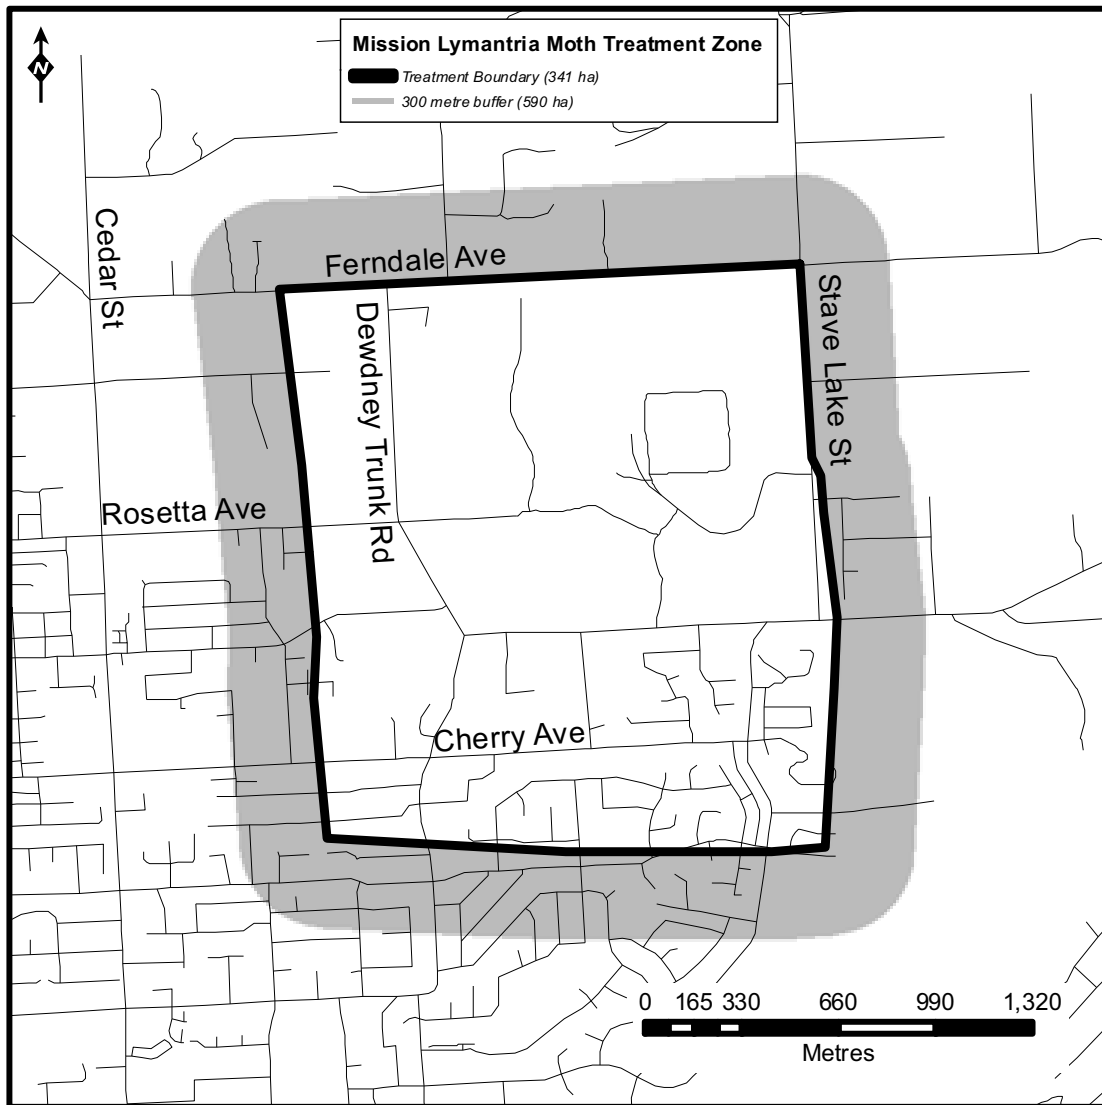 N
Mission Lymantria Moth Treatment Zone
Treatment Boundary (341 ha)
300 metre buffer (590 ha)
Cedar St
Ferndale Ave
Stave Lake St
Dewdney Trunk Rd
Rosetta Ave
Cherry Ave
0 165 330 660 990 1,320
Metres